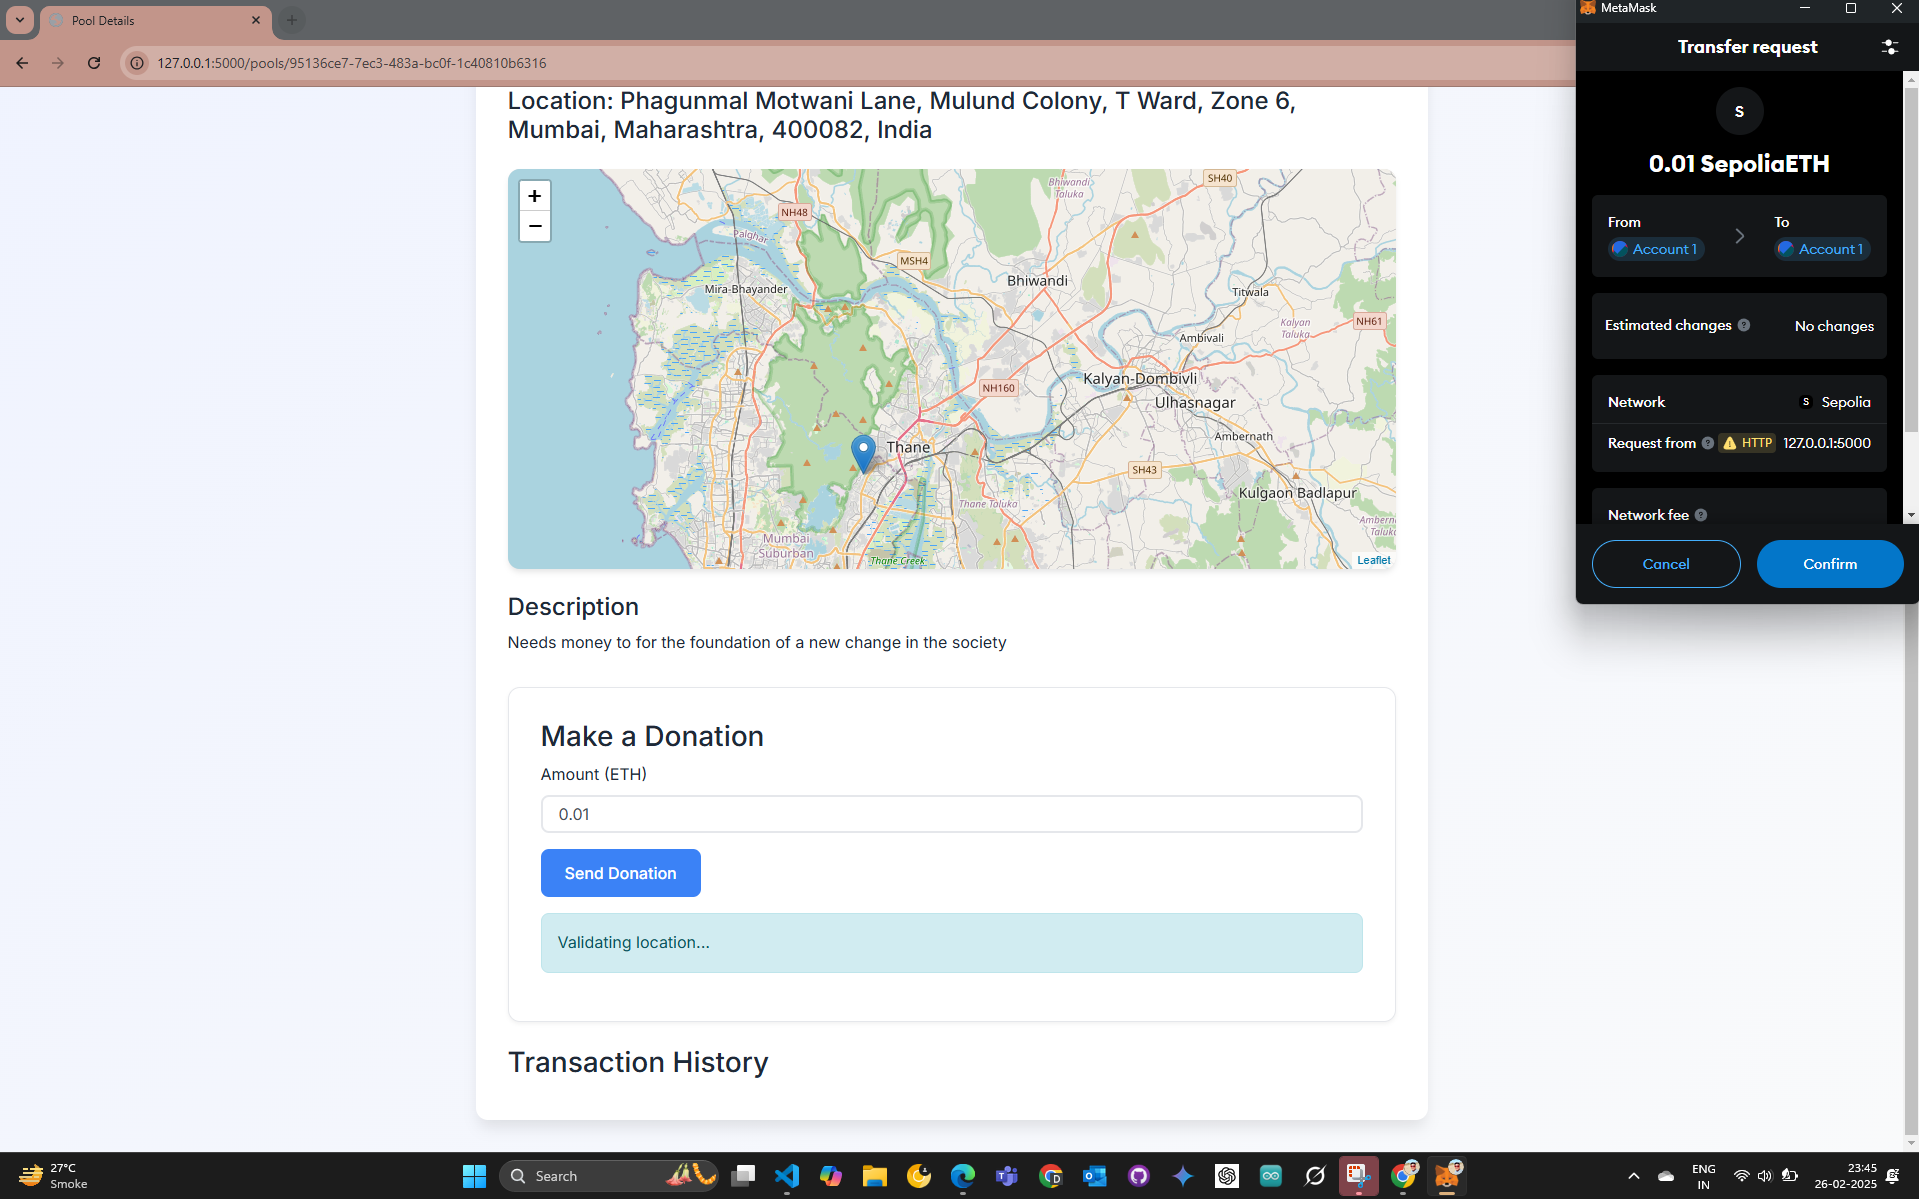 Pool Details
127.0.0.1:5000/pools/95136ce7-7ec3-483a-bc0f-1c40810b6316
Location: Phagunmal Motwani Lane, Mulund Colony, T Ward, Zone 6,
Mumbai, Maharashtra, 400082, India
+
−
SH40
Bhiwandi
Taluka
NH48
Palghar
MSH4
Bhiwandi
Mira-Bhayander
Titwala
Kalyan
Taluka
NH61
Ambivali
Kalyan-Dombivli
NH160
Ulhasnagar
Thane
Ambernath
SH43
Kulgaon Badlapur
Thane Taluka
Mumbai
Suburban
Thane Creek
Ambern
Taluk
Leaflet
Description
Needs money to for the foundation of a new change in the society
Make a Donation
Amount (ETH)
0.01
Send Donation
Validating location...
Transaction History
MetaMask
Transfer request
S
0.01 SepoliaETH
From
To
Account 1
Account 1
Estimated changes ?
No changes
Network
S Sepolia
Request from ? HTTP 127.0.0.1:5000
Network fee ?
Cancel
Confirm
27°C
Smoke
Search
ENG
IN
23:45
26-02-2025